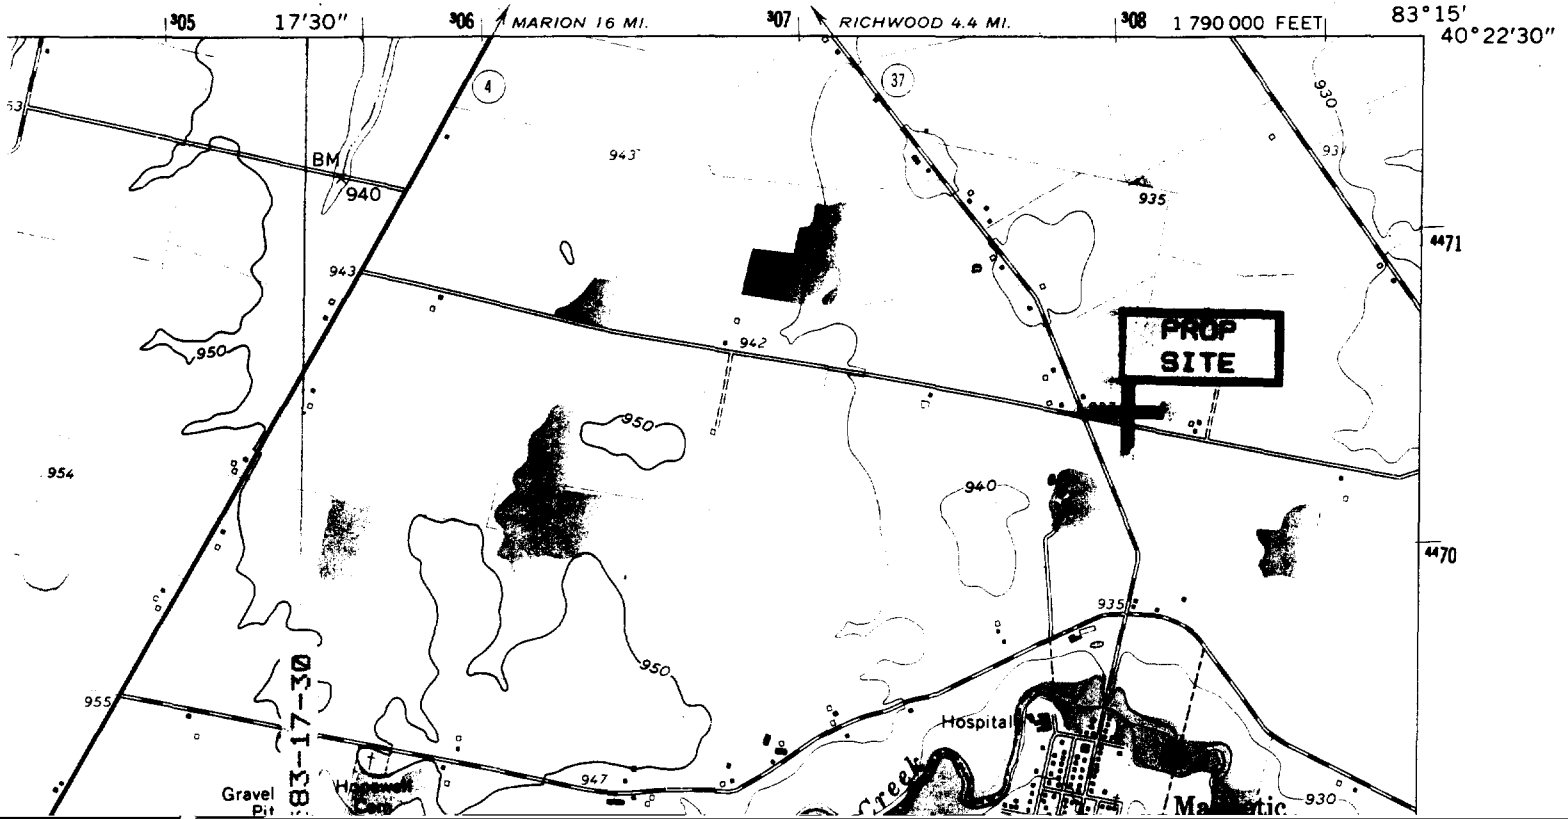 ³05 17'30" ³06 MARION 16 MI. ³07 RICHWOOD 4.4 MI. ³08 1 790 000 FEET 83°15'
40°22'30"
4
37
930
943
BM
940
935
⁴⁴71
943
PROP
SITE
942
950
950
954
940
⁴⁴70
935
950
955
83-17-30
Hospital
947
Creek
Gravel
Pit
Hopewell
930